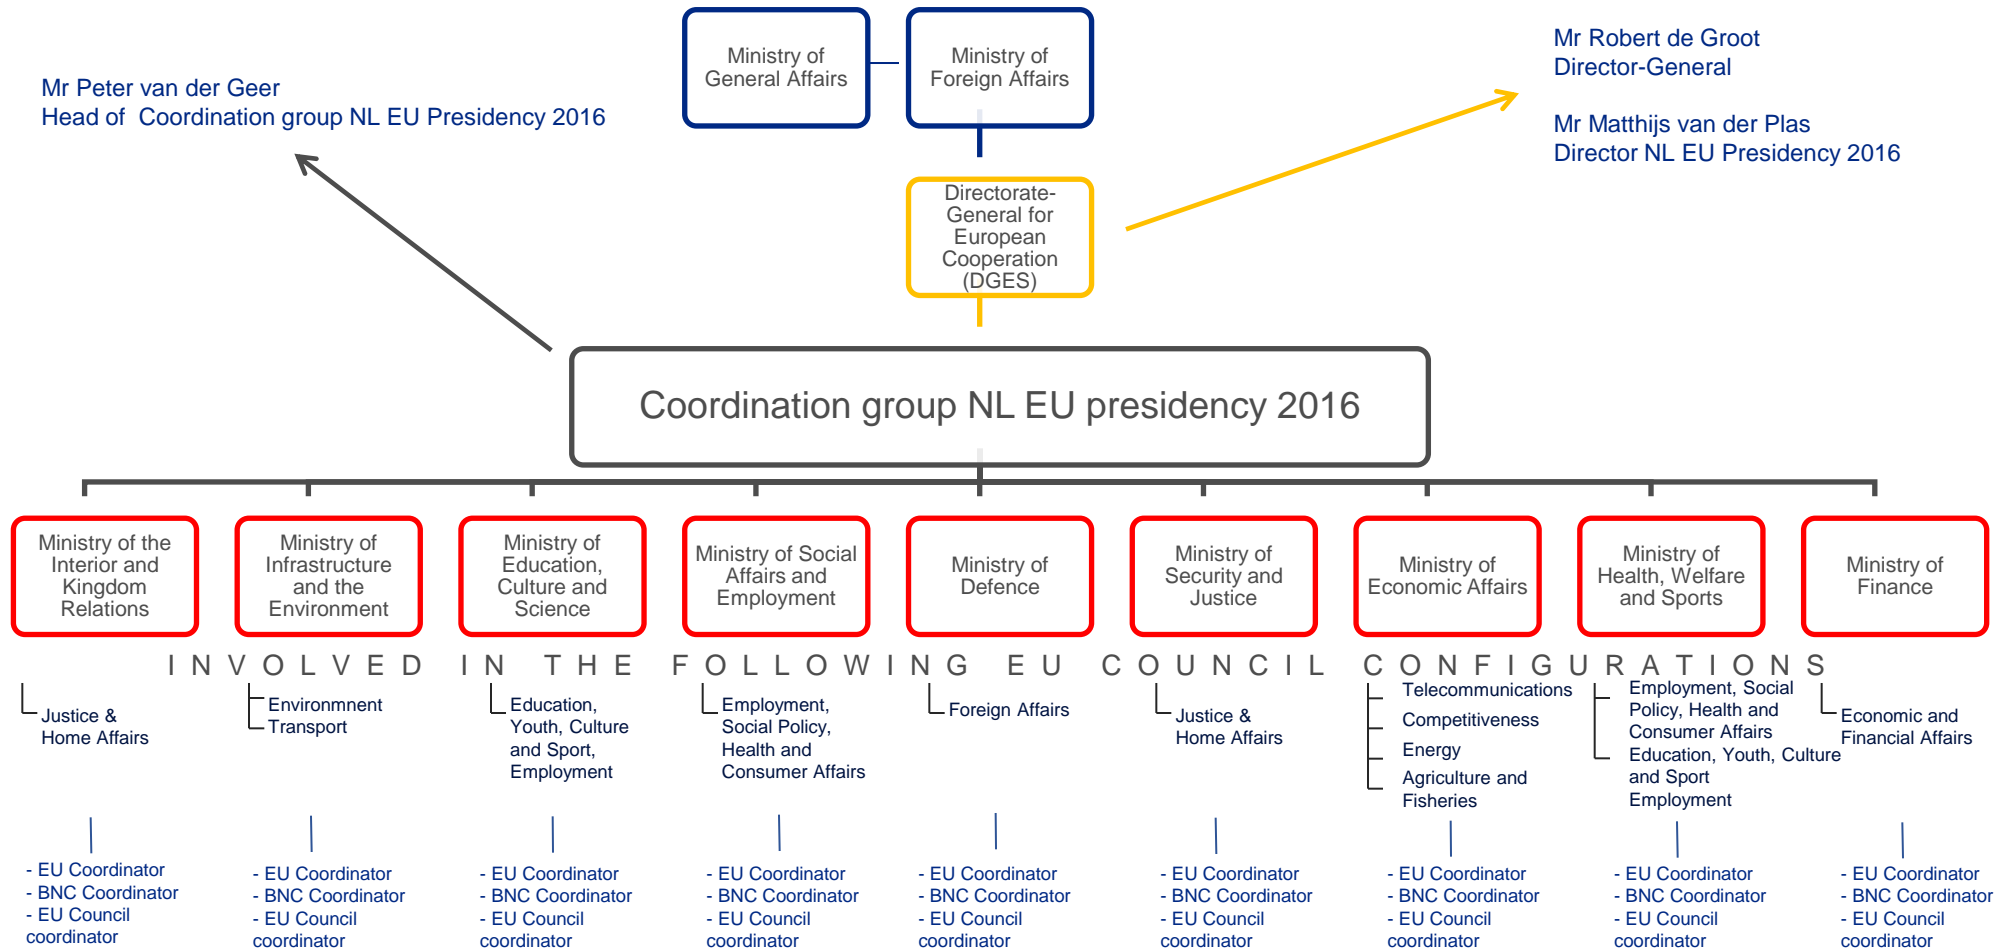 Ministry of
General Affairs
Ministry of
Foreign Affairs
Mr Robert de Groot
Director-General
Mr Matthijs van der Plas
Director NL EU Presidency 2016
Mr Peter van der Geer
Head of  Coordination group NL EU Presidency 2016
Directorate-
General for
European
Cooperation
(DGES)
Coordination group NL EU presidency 2016
Ministry of the
Interior and
Kingdom
Relations
Ministry of
Infrastructure
and the
Environment
Ministry of
Education,
Culture and
Science
Ministry of Social
Affairs and
Employment
Ministry of
Defence
Ministry of
Security and
Justice
Ministry of
Economic Affairs
Ministry of
Health, Welfare
and Sports
Ministry of
Finance
INVOLVED IN THE FOLLOWING EU COUNCIL CONFIGURATIONS
Justice &
Home Affairs
Environmnent
Transport
Education,
Youth, Culture
and Sport,
Employment
Employment,
Social Policy,
Health and
Consumer Affairs
Foreign Affairs
Justice &
Home Affairs
Telecommunications
Competitiveness
Energy
Agriculture and
Fisheries
Employment, Social
Policy, Health and
Consumer Affairs
Education, Youth, Culture
and Sport
Employment
Economic and
Financial Affairs
- EU Coordinator
- BNC Coordinator
- EU Council
coordinator
- EU Coordinator
- BNC Coordinator
- EU Council
coordinator
- EU Coordinator
- BNC Coordinator
- EU Council
coordinator
- EU Coordinator
- BNC Coordinator
- EU Council
coordinator
- EU Coordinator
- BNC Coordinator
- EU Council
coordinator
- EU Coordinator
- BNC Coordinator
- EU Council
coordinator
- EU Coordinator
- BNC Coordinator
- EU Council
coordinator
- EU Coordinator
- BNC Coordinator
- EU Council
coordinator
- EU Coordinator
- BNC Coordinator
- EU Council
coordinator